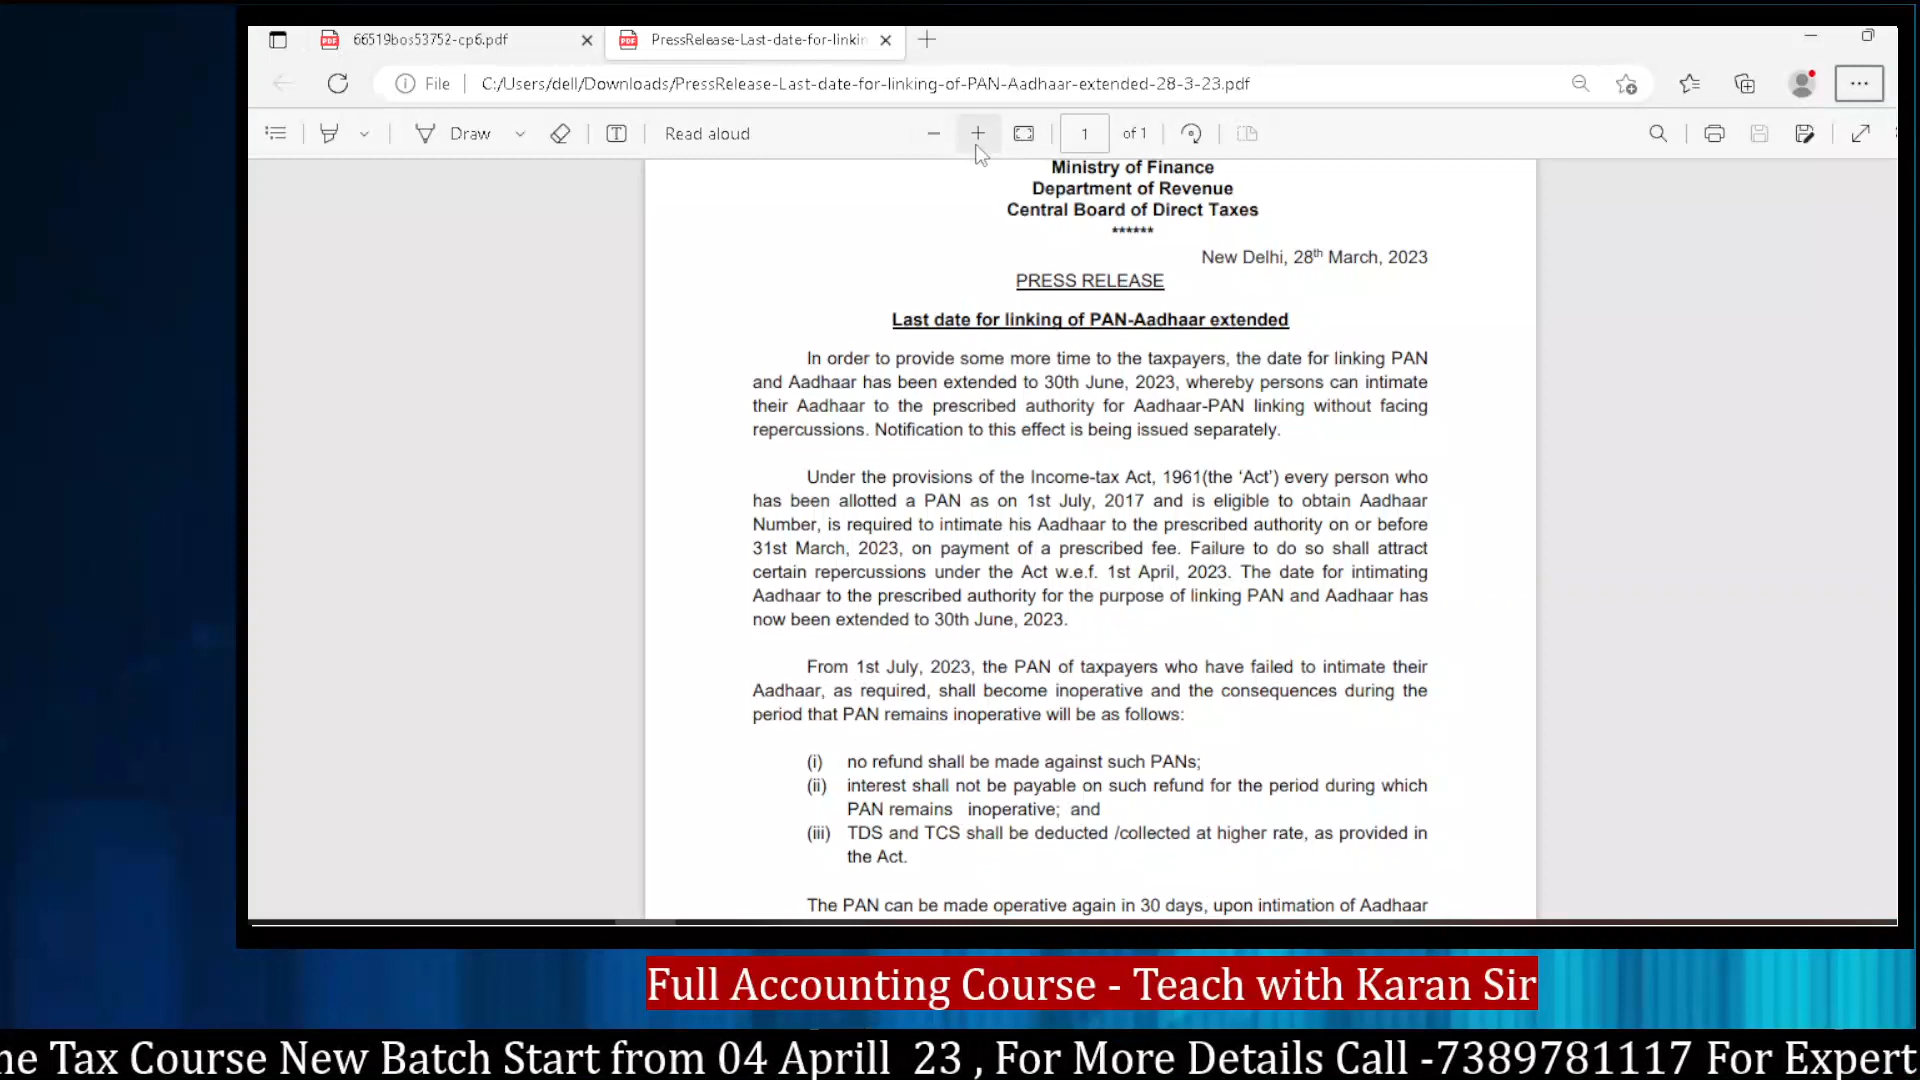 66519bos53752-cp6.pdf
PressRelease-Last-date-for-linkin
File
C:/Users/dell/Downloads/PressRelease-Last-date-for-linking-of-PAN-Aadhaar-extended-28-3-23.pdf
Draw
Read aloud
1 of 1
Ministry of Finance
Department of Revenue
Central Board of Direct Taxes
******
New Delhi, 28th March, 2023
PRESS RELEASE
Last date for linking of PAN-Aadhaar extended
In order to provide some more time to the taxpayers, the date for linking PAN
and Aadhaar has been extended to 30th June, 2023, whereby persons can intimate
their Aadhaar to the prescribed authority for Aadhaar-PAN linking without facing
repercussions. Notification to this effect is being issued separately.
Under the provisions of the Income-tax Act, 1961(the ‘Act’) every person who
has been allotted a PAN as on 1st July, 2017 and is eligible to obtain Aadhaar
Number, is required to intimate his Aadhaar to the prescribed authority on or before
31st March, 2023, on payment of a prescribed fee. Failure to do so shall attract
certain repercussions under the Act w.e.f. 1st April, 2023. The date for intimating
Aadhaar to the prescribed authority for the purpose of linking PAN and Aadhaar has
now been extended to 30th June, 2023.
From 1st July, 2023, the PAN of taxpayers who have failed to intimate their
Aadhaar, as required, shall become inoperative and the consequences during the
period that PAN remains inoperative will be as follows:
(i) no refund shall be made against such PANs;
(ii) interest shall not be payable on such refund for the period during which
PAN remains inoperative; and
(iii) TDS and TCS shall be deducted /collected at higher rate, as provided in
the Act.
The PAN can be made operative again in 30 days, upon intimation of Aadhaar
Full Accounting Course - Teach with Karan Sir
ne Tax Course New Batch Start from 04 Aprill 23 , For More Details Call -7389781117 For Expert